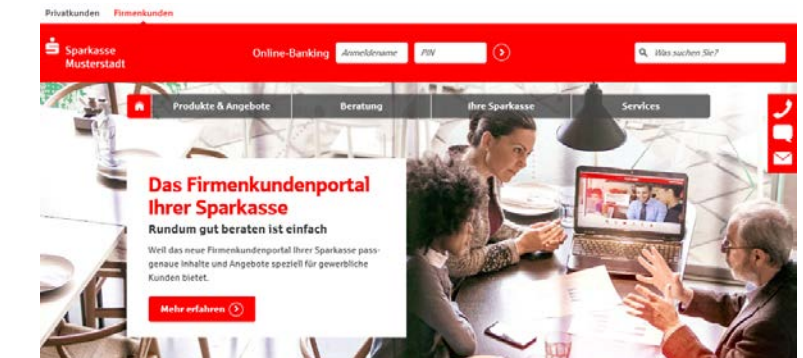 Privatkunden Firmenkunden
Sparkasse
Musterstadt
Online-Banking Anmeldename PIN
Was suchen Sie?
Produkte & Angebote Beratung Ihre Sparkasse Services
Das Firmenkundenportal
Ihrer Sparkasse
Rundum gut beraten ist einfach
Weil das neue Firmenkundenportal Ihrer Sparkasse pass-
genaue Inhalte und Angebote speziell für gewerbliche
Kunden bietet.
Mehr erfahren